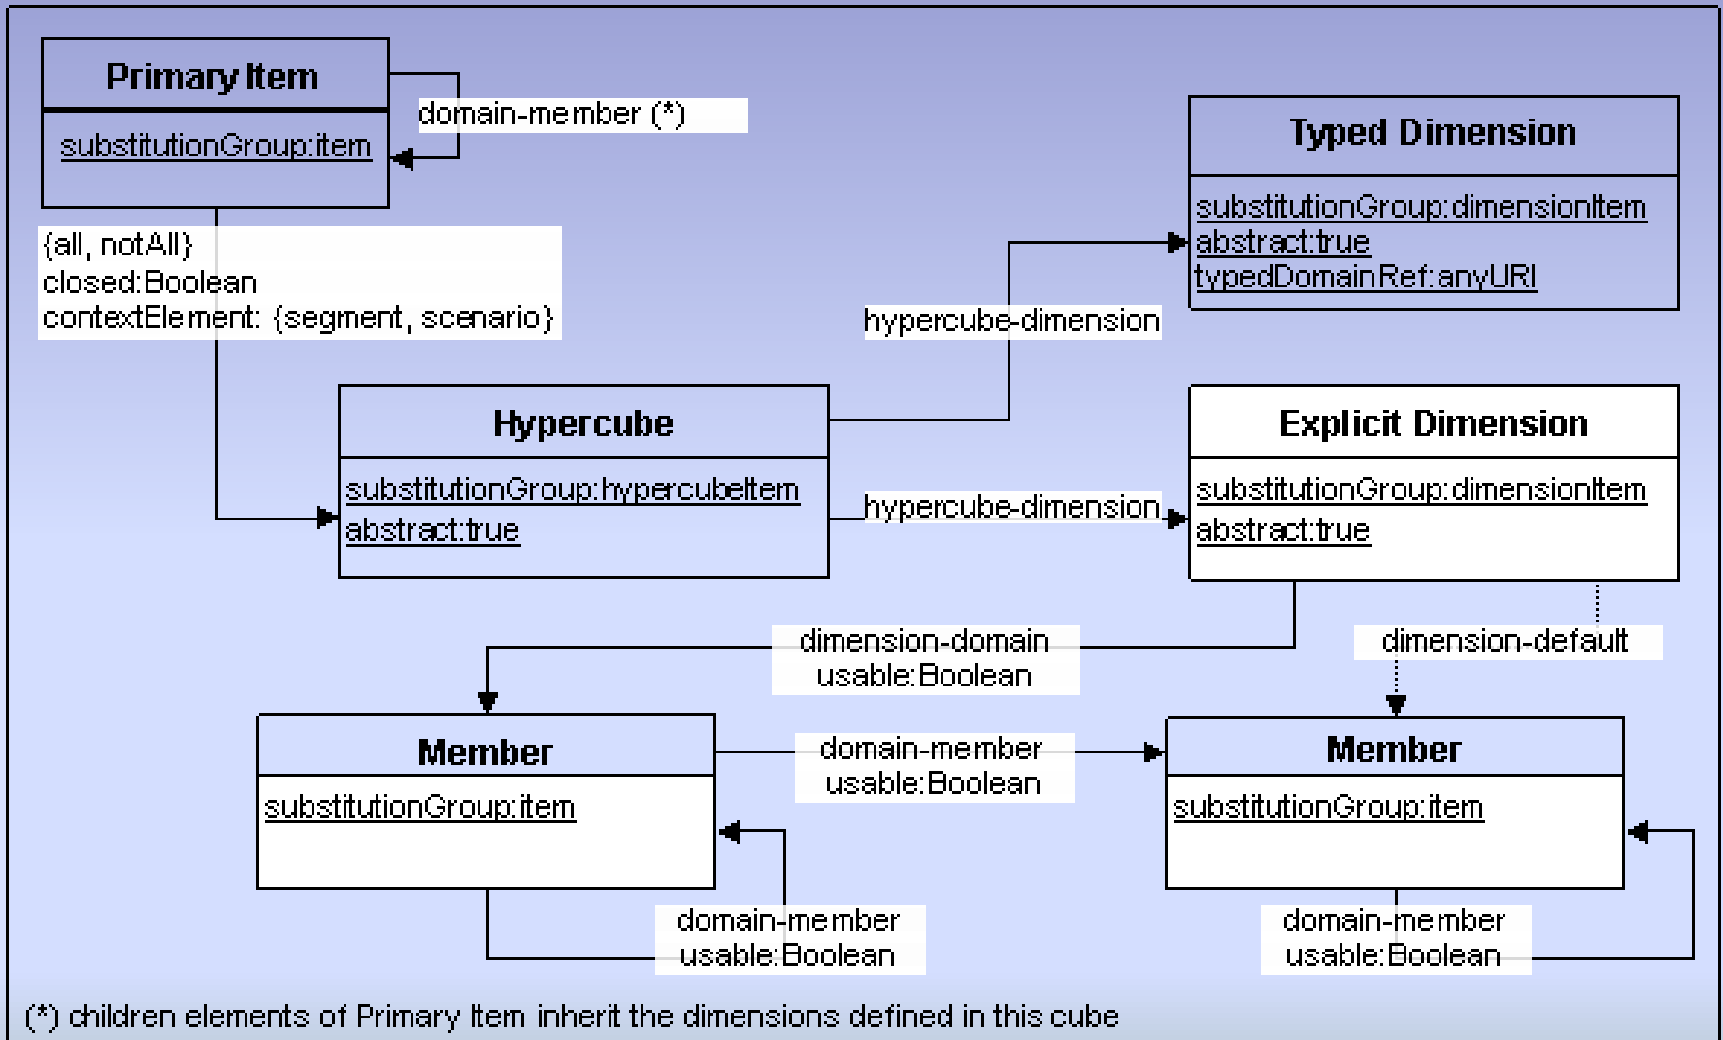 Primary Item
substitutionGroup:item
domain-member (*)
{all, notAll}
closed:Boolean
contextElement: {segment, scenario}
Typed Dimension
substitutionGroup:dimensionItem
abstract:true
typedDomainRef:anyURI
hypercube-dimension
Hypercube
substitutionGroup:hypercubeItem
abstract:true
hypercube-dimension
Explicit Dimension
substitutionGroup:dimensionItem
abstract:true
dimension-domain
usable:Boolean
dimension-default
Member
substitutionGroup:item
domain-member
usable:Boolean
Member
substitutionGroup:item
domain-member
usable:Boolean
domain-member
usable:Boolean
(*) children elements of Primary Item inherit the dimensions defined in this cube